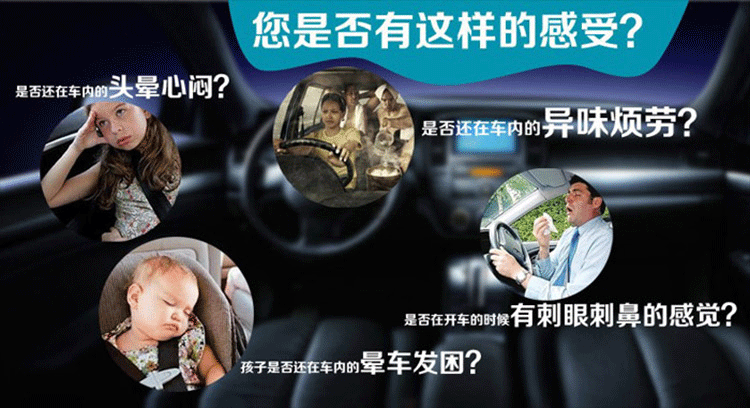 您是否有这样的感受?
是否还在车内的头晕心闷?
是否还在车内的异味烦劳?
是否在开车的时候有刺眼刺鼻的感觉?
孩子是否还在车内的晕车发困?